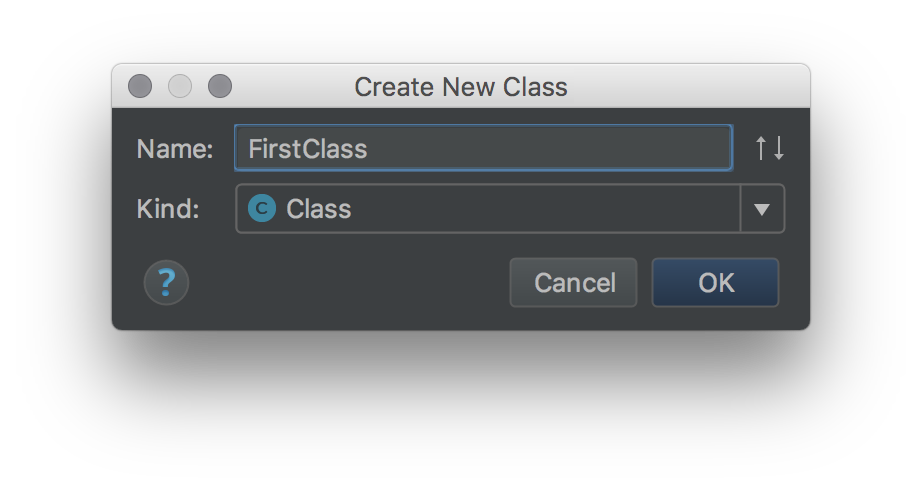 Create New Class
Name: FirstClass
Kind: C Class
? Cancel OK